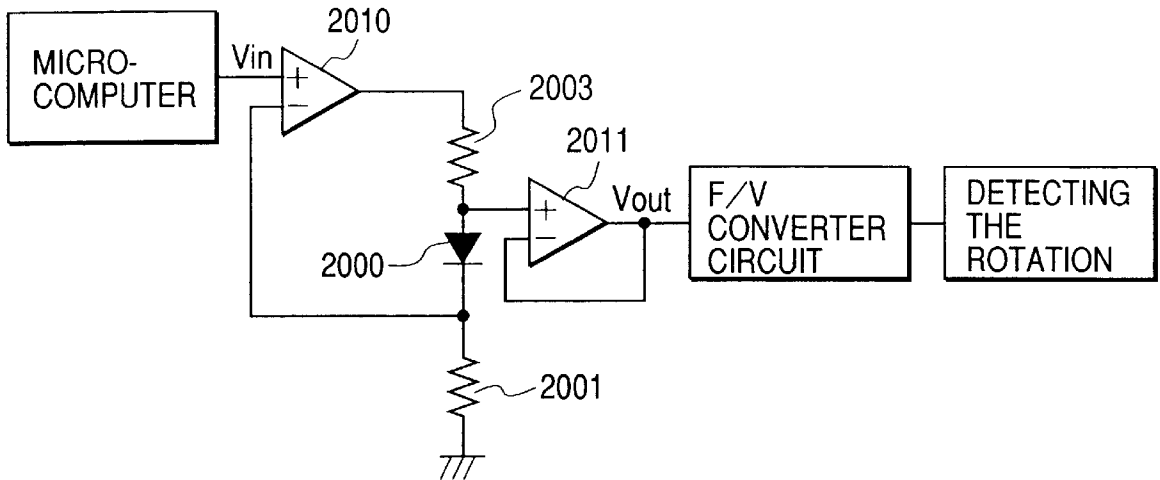 MICRO-
COMPUTER
Vin
2010
+
−
2003
2011
+
−
Vout
2000
2001
F/V
CONVERTER
CIRCUIT
DETECTING
THE
ROTATION